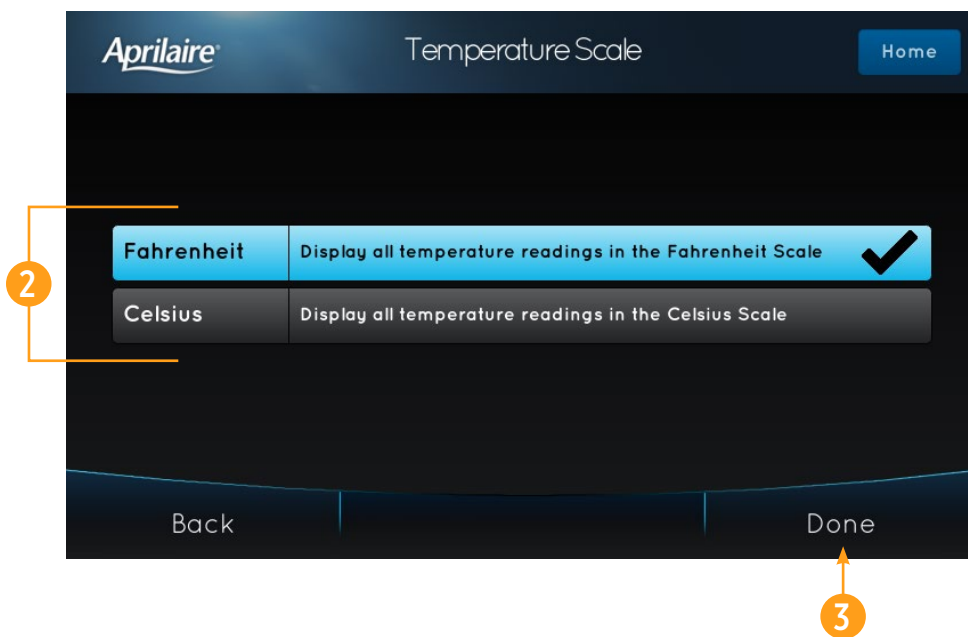 Aprilaire®
Temperature Scale
Home
2
Fahrenheit
Display all temperature readings in the Fahrenheit Scale
Celsius
Display all temperature readings in the Celsius Scale
Back
Done
3